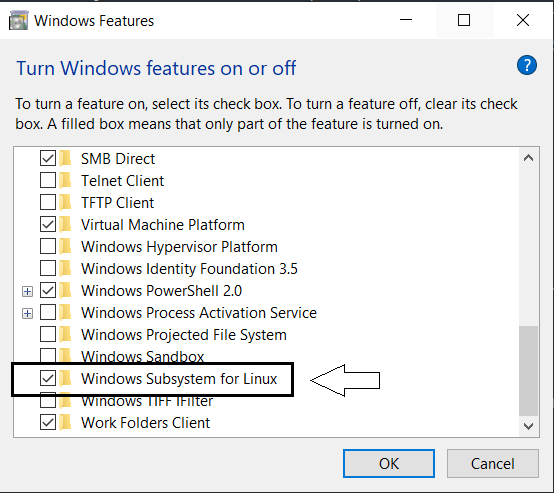 Windows Features
Turn Windows features on or off
?
To turn a feature on, select its check box. To turn a feature off, clear its check
box. A filled box means that only part of the feature is turned on.
SMB Direct
Telnet Client
TFTP Client
Virtual Machine Platform
Windows Hypervisor Platform
Windows Identity Foundation 3.5
Windows PowerShell 2.0
Windows Process Activation Service
Windows Projected File System
Windows Sandbox
Windows Subsystem for Linux
Windows TIFF IFilter
Work Folders Client
OK
Cancel